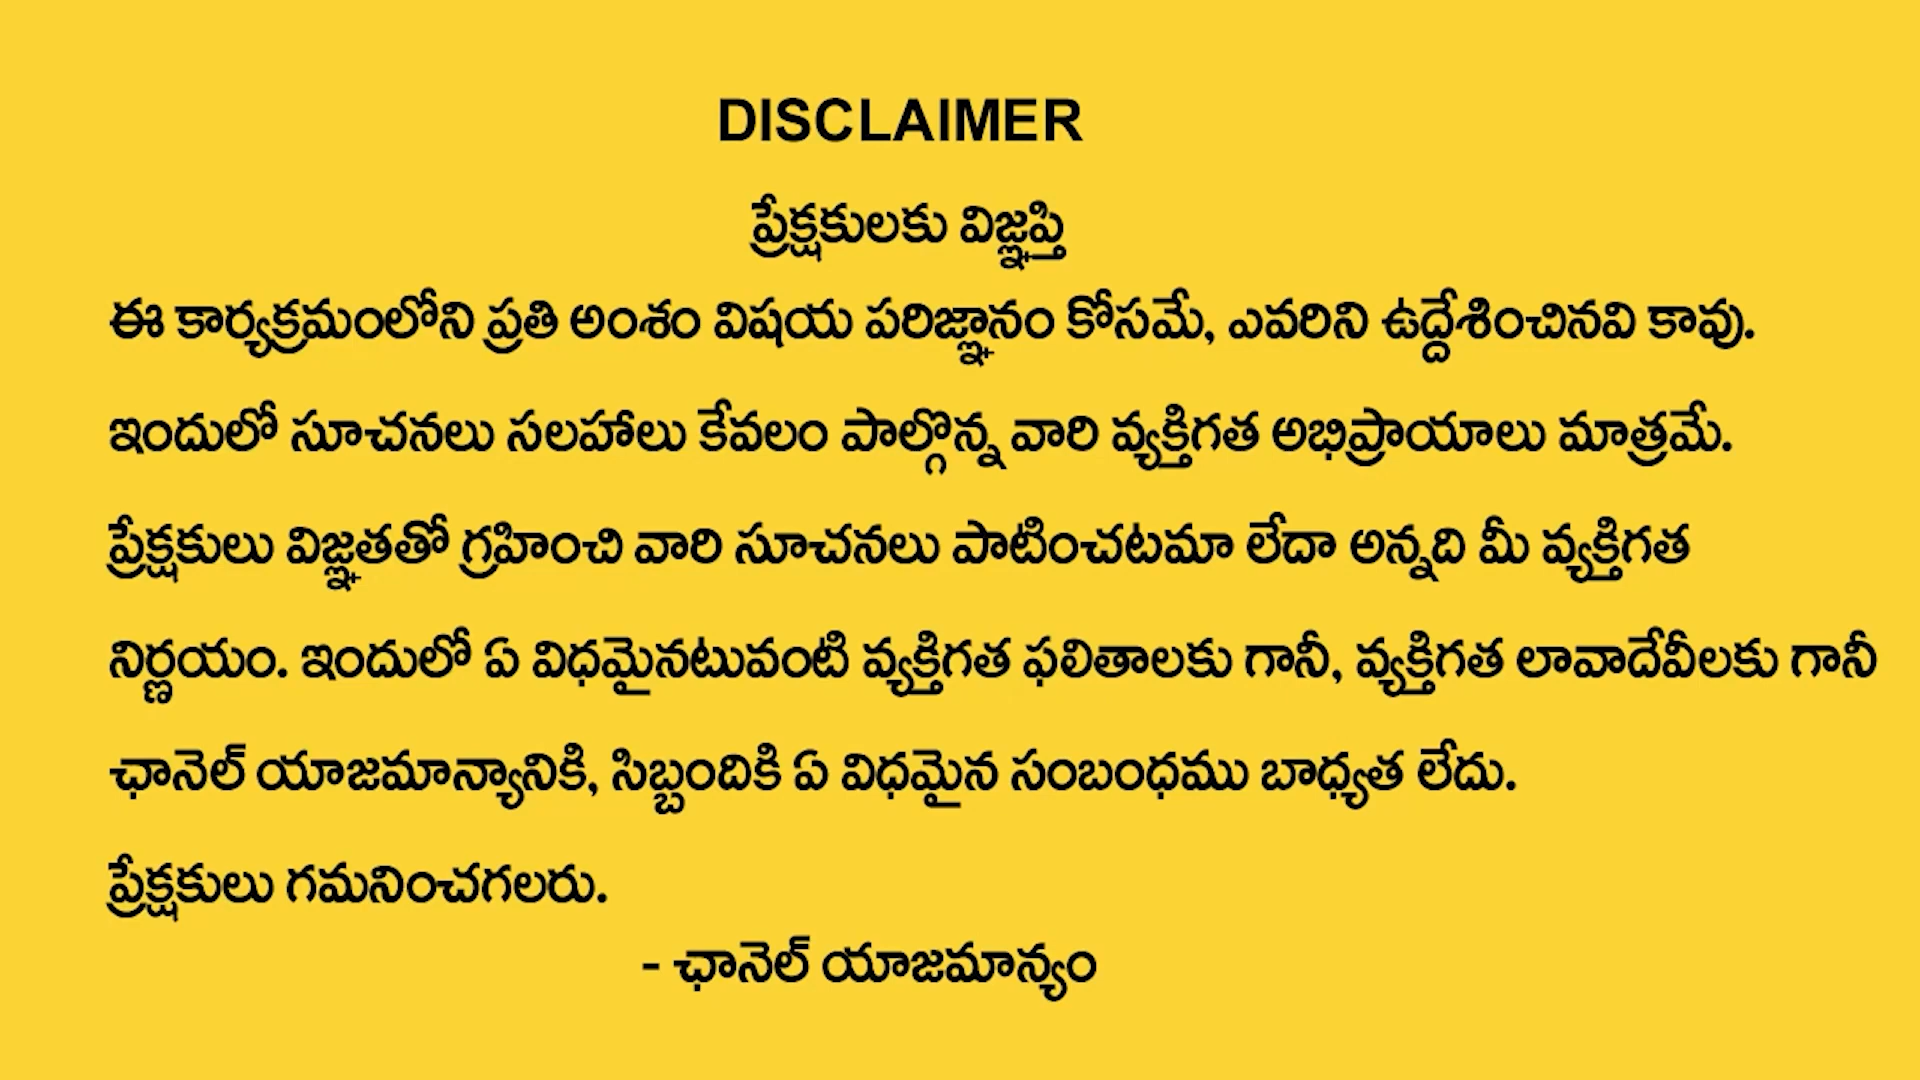 DISCLAIMER
ప్రేక్షకులకు విజ్ఞప్తి
ఈ కార్యక్రమంలోని ప్రతి అంశం విషయ పరిజ్ఞానం కోసమే, ఎవరిని ఉద్దేశించినవి కావు.
ఇందులో సూచనలు సలహాలు కేవలం పాల్గొన్న వారి వ్యక్తిగత అభిప్రాయాలు మాత్రమే.
ప్రేక్షకులు విజ్ఞతతో గ్రహించి వారి సూచనలు పాటించటమా లేదా అన్నది మీ వ్యక్తిగత
నిర్ణయం. ఇందులో ఏ విధమైనటువంటి వ్యక్తిగత ఫలితాలకు గానీ, వ్యక్తిగత లావాదేవీలకు గానీ
ఛానెల్ యాజమాన్యానికి, సిబ్బందికి ఏ విధమైన సంబంధము బాధ్యత లేదు.
ప్రేక్షకులు గమనించగలరు.
- ఛానెల్ యాజమాన్యం